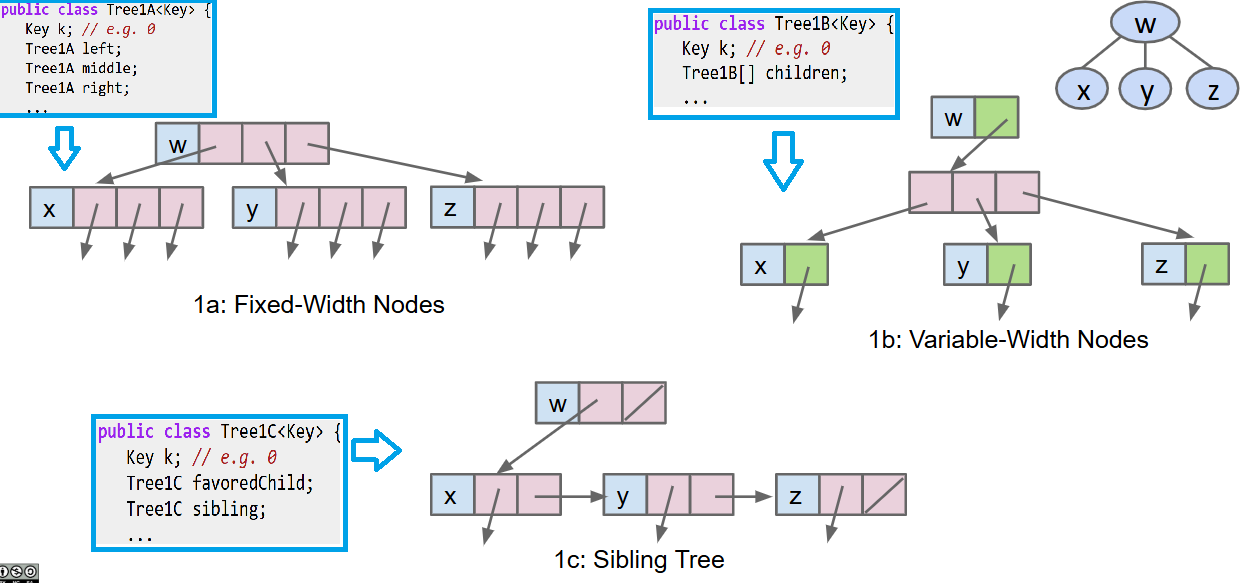 public class Tree1A<Key> {
Key k; // e.g. 0
Tree1A left;
Tree1A middle;
Tree1A right;
...
w
x
y
z
1a: Fixed-Width Nodes
public class Tree1B<Key> {
Key k; // e.g. 0
Tree1B[] children;
...
w
x
y
z
w
x
y
z
1b: Variable-Width Nodes
public class Tree1C<Key> {
Key k; // e.g. 0
Tree1C favoredChild;
Tree1C sibling;
...
w
x
y
z
1c: Sibling Tree